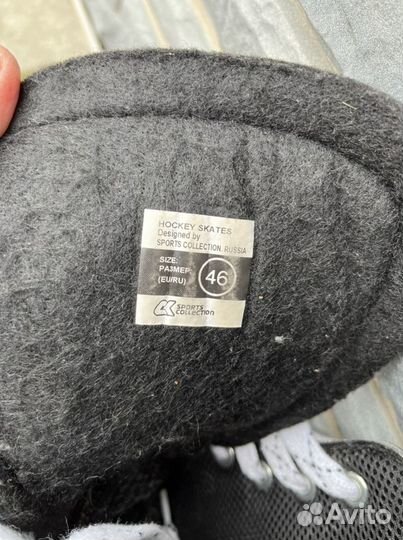 HOCKEY SKATES
Designed by
SPORTS COLLECTION, RUSSIA
SIZE:
РАЗМЕР
(EU/RU)
46
SPORTS
COLLECTION
Avito